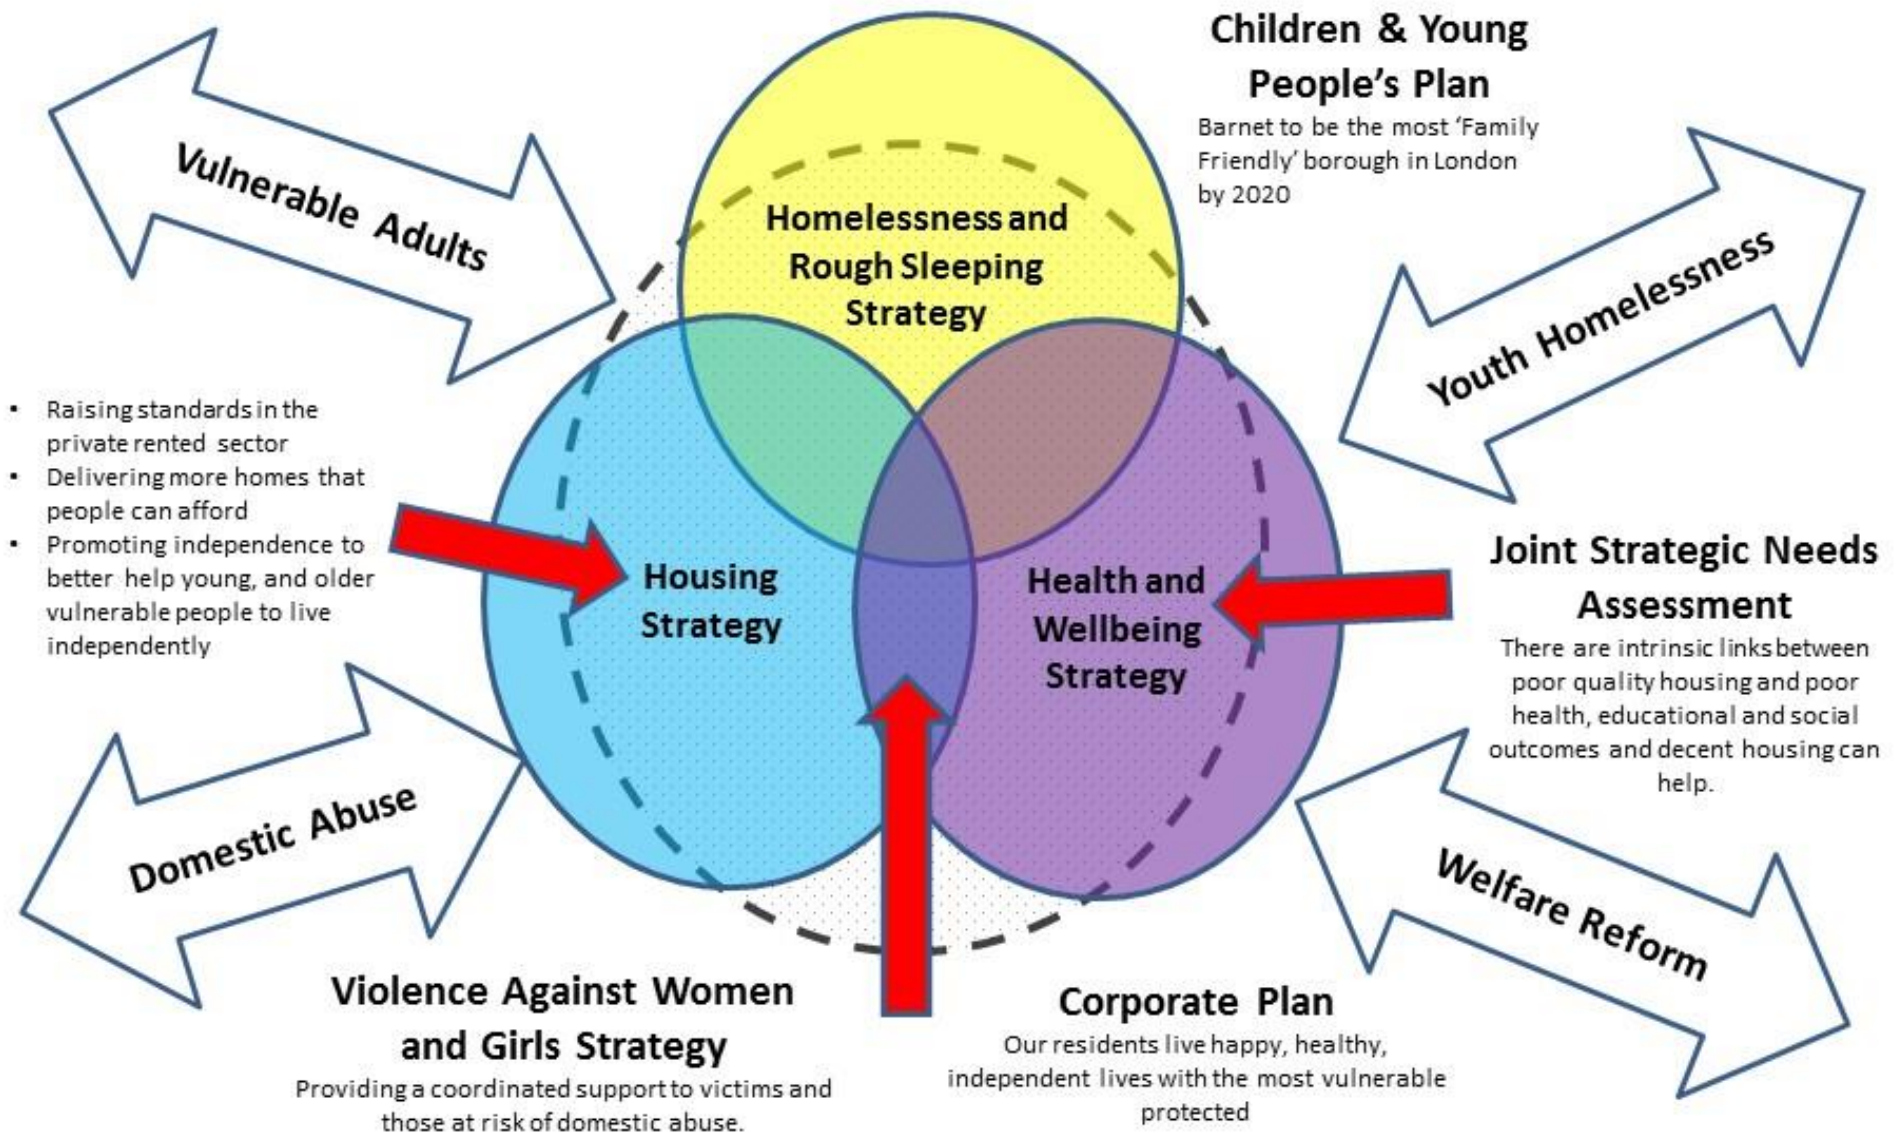 Children & Young
People's Plan
Barnet to be the most ‘Family
Friendly’ borough in London
by 2020
Vulnerable Adults
Homelessness and
Rough Sleeping
Strategy
Youth Homelessness
• Raising standards in the
private rented sector
• Delivering more homes that
people can afford
• Promoting independence to
better help young, and older
vulnerable people to live
independently
Housing
Strategy
Health and
Wellbeing
Strategy
Joint Strategic Needs
Assessment
There are intrinsic links between
poor quality housing and poor
health, educational and social
outcomes and decent housing can
help.
Domestic Abuse
Welfare Reform
Violence Against Women
and Girls Strategy
Providing a coordinated support to victims and
those at risk of domestic abuse.
Corporate Plan
Our residents live happy, healthy,
independent lives with the most vulnerable
protected